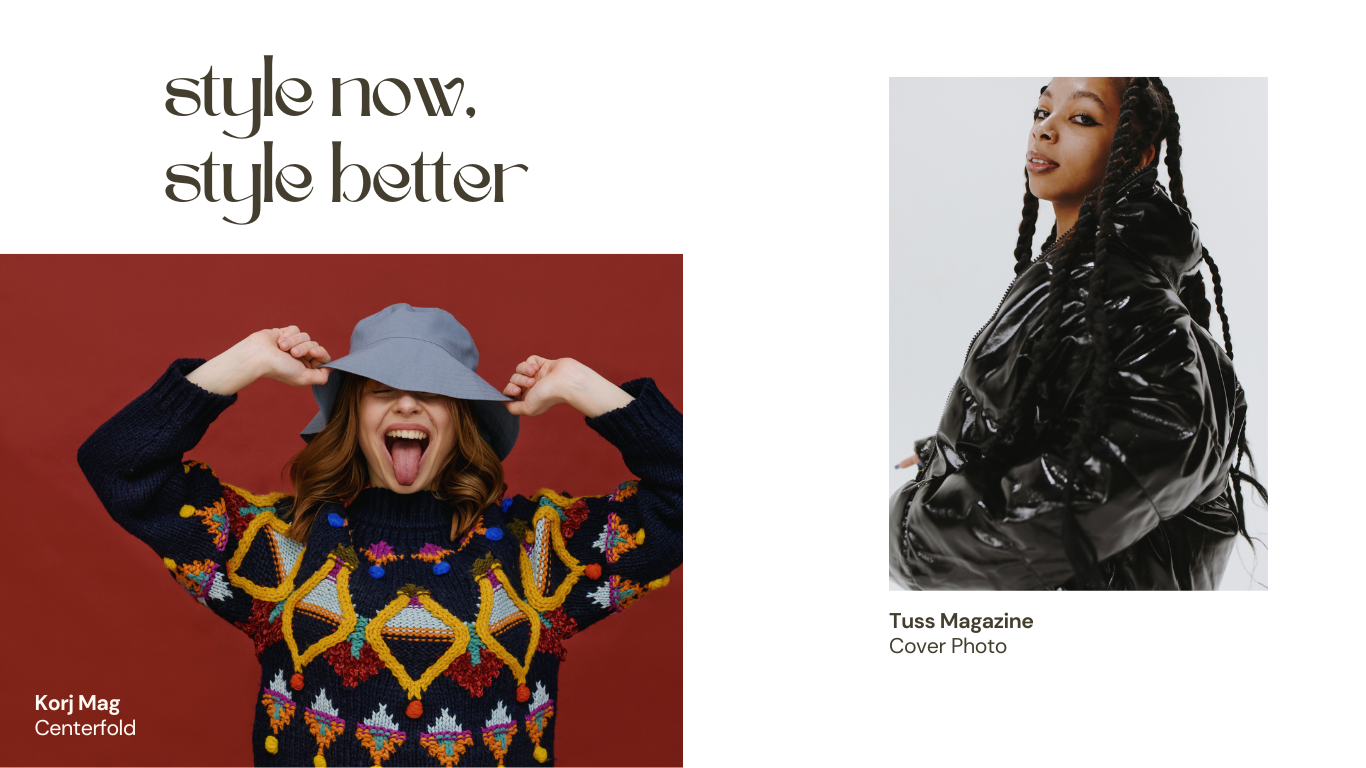 style now,
style better
Korj Mag
Centerfold
Tuss Magazine
Cover Photo